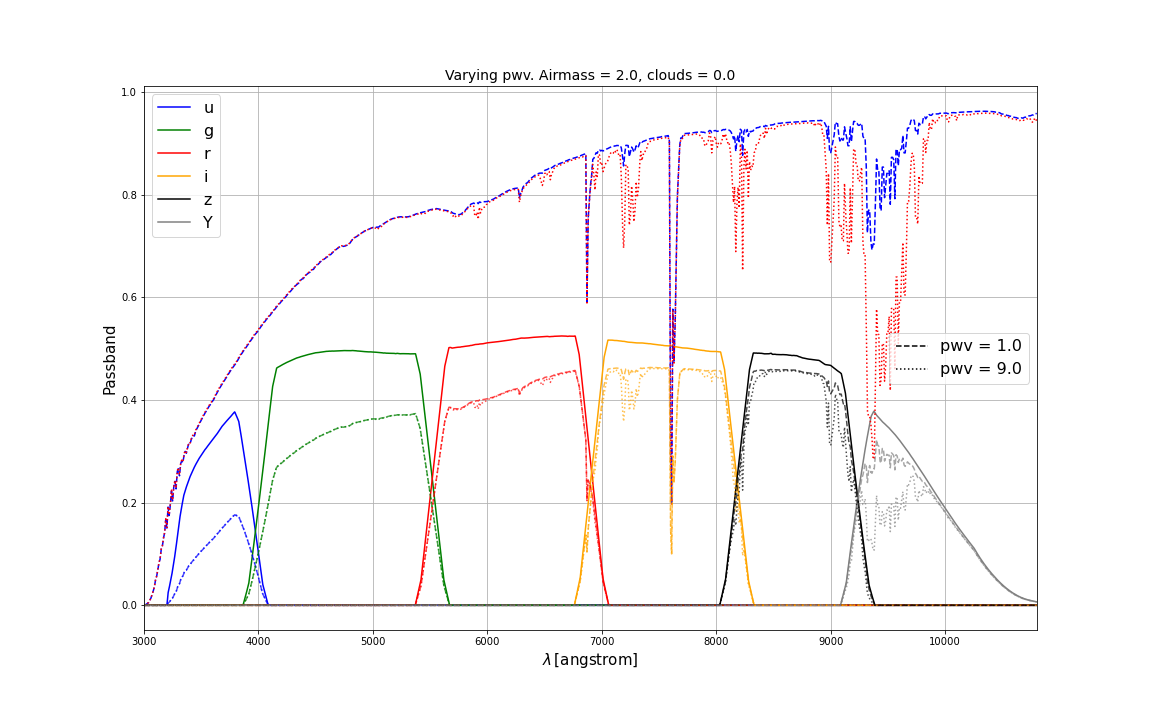 Varying pwv. Airmass = 2.0, clouds = 0.0
1.0
0.8
0.6
0.4
0.2
0.0
Passband
u
g
r
i
z
Y
pwv = 1.0
pwv = 9.0
3000 4000 5000 6000 7000 8000 9000 10000
λ [angstrom]